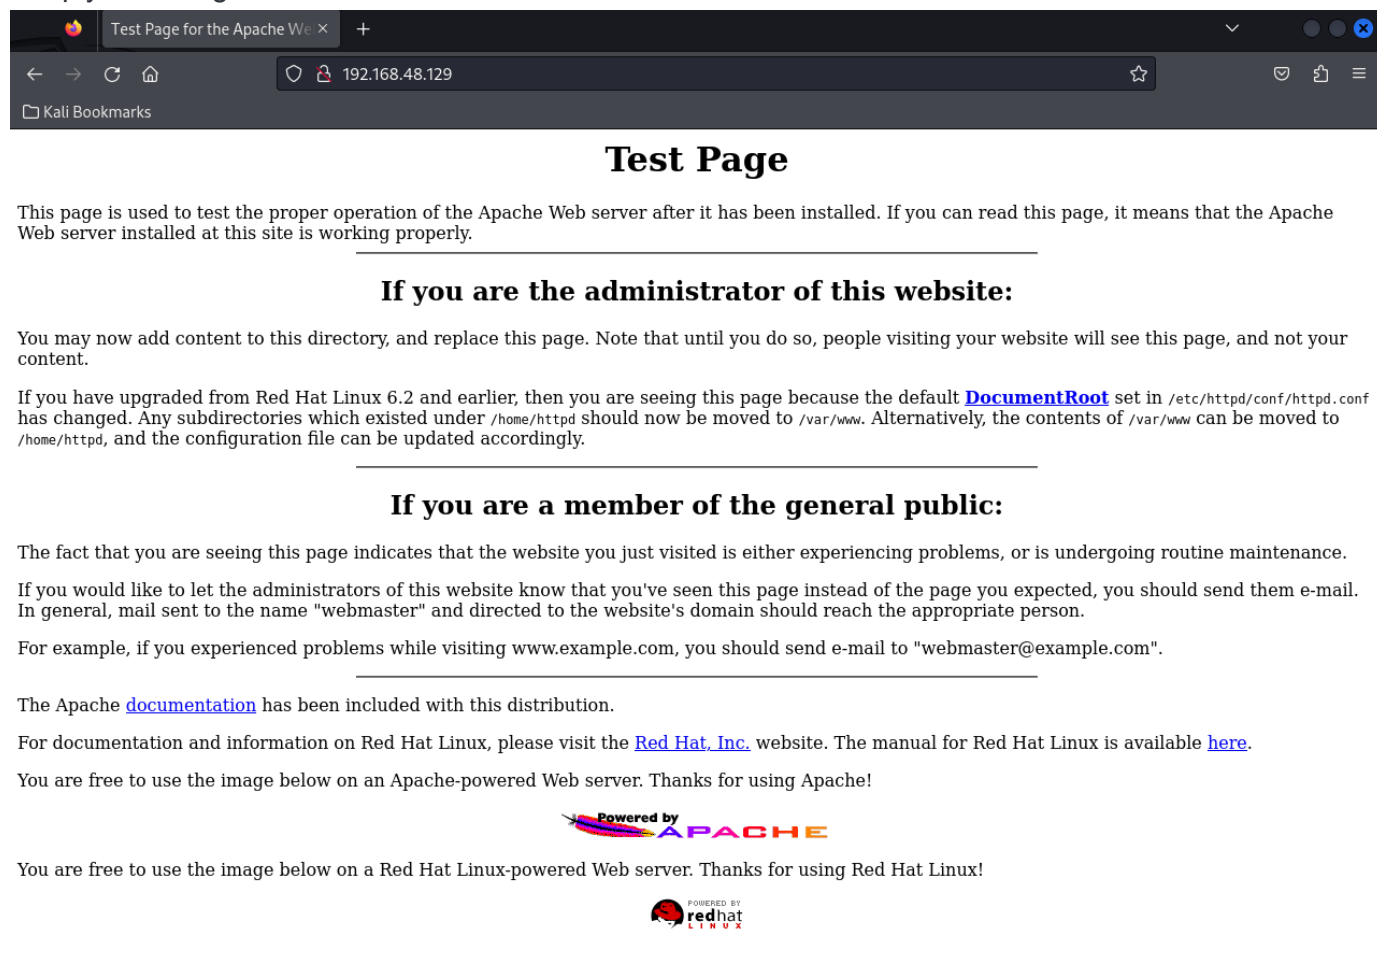 Test Page for the Apache We
192.168.48.129
Kali Bookmarks
Test Page
This page is used to test the proper operation of the Apache Web server after it has been installed. If you can read this page, it means that the Apache
Web server installed at this site is working properly.
If you are the administrator of this website:
You may now add content to this directory, and replace this page. Note that until you do so, people visiting your website will see this page, and not your
content.
If you have upgraded from Red Hat Linux 6.2 and earlier, then you are seeing this page because the default DocumentRoot set in /etc/httpd/conf/httpd.conf
has changed. Any subdirectories which existed under /home/httpd should now be moved to /var/www. Alternatively, the contents of /var/www can be moved to
/home/httpd, and the configuration file can be updated accordingly.
If you are a member of the general public:
The fact that you are seeing this page indicates that the website you just visited is either experiencing problems, or is undergoing routine maintenance.
If you would like to let the administrators of this website know that you've seen this page instead of the page you expected, you should send them e-mail.
In general, mail sent to the name "webmaster" and directed to the website's domain should reach the appropriate person.
For example, if you experienced problems while visiting www.example.com, you should send e-mail to "webmaster@example.com".
The Apache documentation has been included with this distribution.
For documentation and information on Red Hat Linux, please visit the Red Hat, Inc. website. The manual for Red Hat Linux is available here.
You are free to use the image below on an Apache-powered Web server. Thanks for using Apache!
Powered by
APACHE
You are free to use the image below on a Red Hat Linux-powered Web server. Thanks for using Red Hat Linux!
POWERED BY
redhat
LINUX